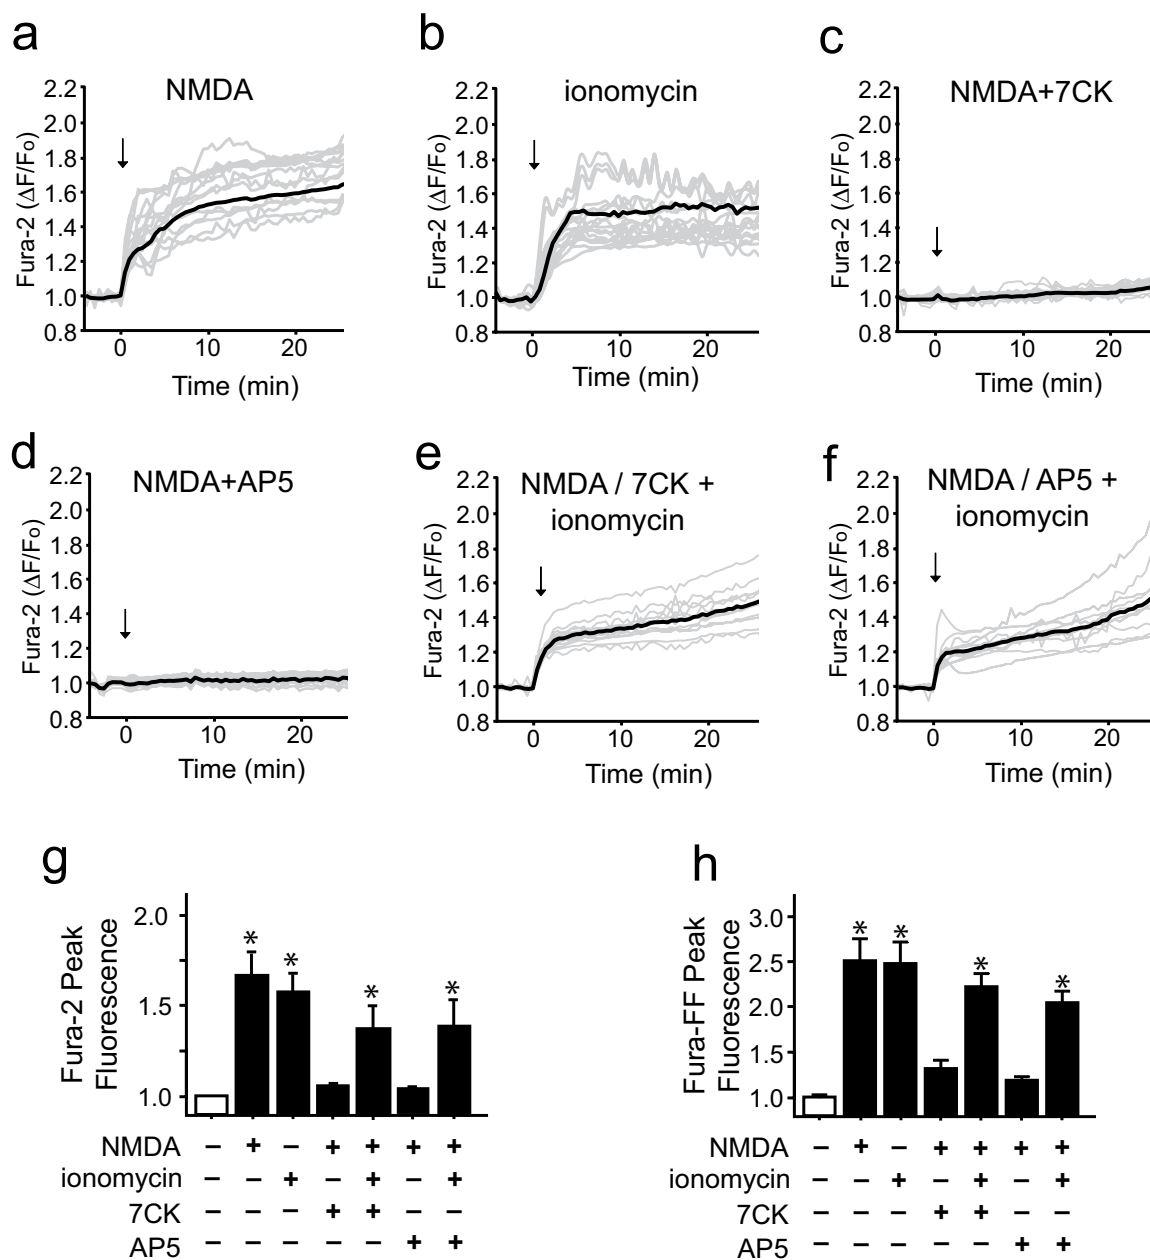 a
NMDA
2.2
2.0
1.8
1.6
1.4
1.2
1.0
0.8
Fura-2 (ΔF/Fo)
0 10 20
Time (min)
b
ionomycin
2.2
2.0
1.8
1.6
1.4
1.2
1.0
0.8
Fura-2 (ΔF/Fo)
0 10 20
Time (min)
c
NMDA+7CK
2.2
2.0
1.8
1.6
1.4
1.2
1.0
0.8
Fura-2 (ΔF/Fo)
0 10 20
Time (min)
d
NMDA+AP5
2.2
2.0
1.8
1.6
1.4
1.2
1.0
0.8
Fura-2 (ΔF/Fo)
0 10 20
Time (min)
e
NMDA / 7CK +
ionomycin
2.2
2.0
1.8
1.6
1.4
1.2
1.0
0.8
Fura-2 (ΔF/Fo)
0 10 20
Time (min)
f
NMDA / AP5 +
ionomycin
2.2
2.0
1.8
1.6
1.4
1.2
1.0
0.8
Fura-2 (ΔF/Fo)
0 10 20
Time (min)
g
Fura-2 Peak
Fluorescence
2.0
1.5
1.0
* * * *
NMDA – + – + + + +
ionomycin – – + – + – +
7CK – – – + + – –
AP5 – – – – – + +
h
Fura-FF Peak
Fluorescence
3.0
2.5
2.0
1.5
1.0
* * * *
NMDA – + – + + + +
ionomycin – – + – + – +
7CK – – – + + – –
AP5 – – – – – + +